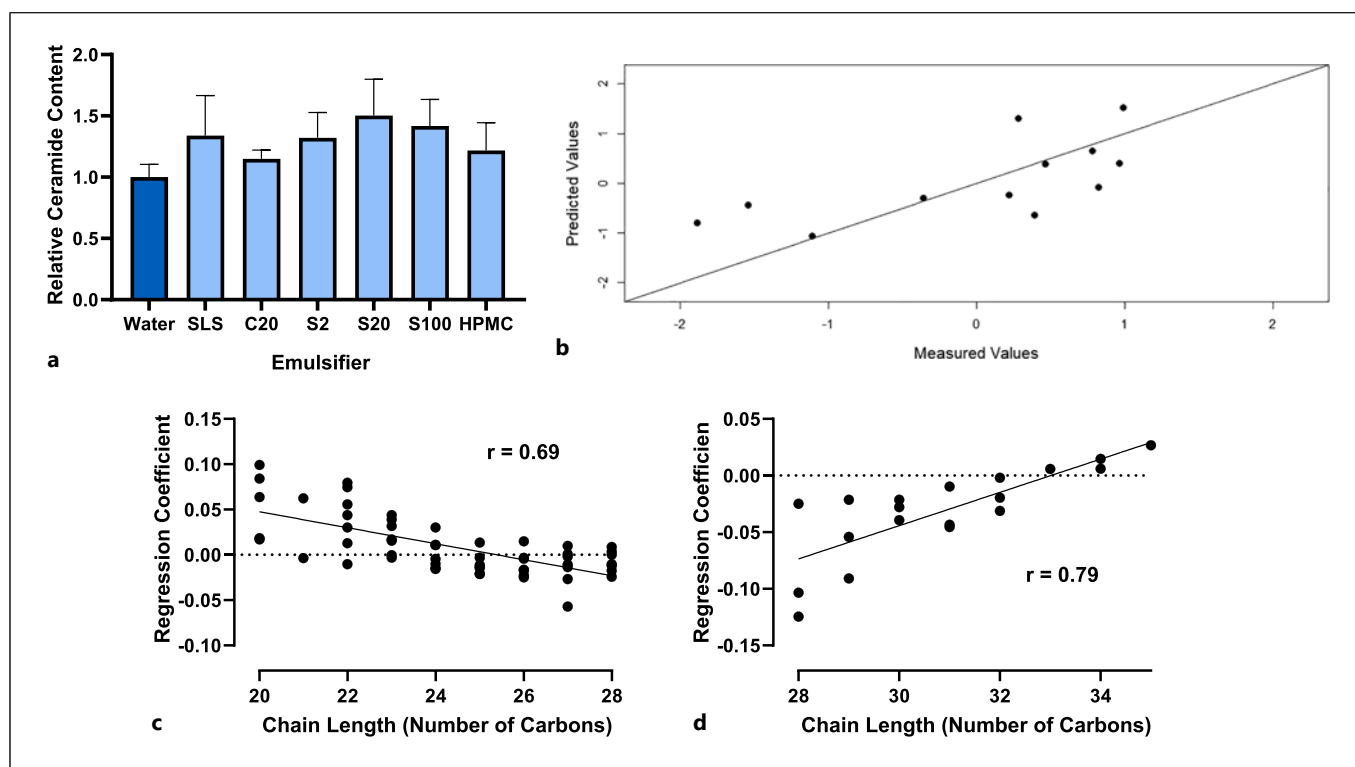 Relative Ceramide Content
2.0
1.5
1.0
0.5
0.0
Water SLS C20 S2 S20 S100 HPMC
Emulsifier
a
Predicted Values
2
1
0
-1
-2
-2 -1 0 1 2
Measured Values
b
Regression Coefficient
0.15
0.10
0.05
0.00
-0.05
-0.10
r = 0.69
20 22 24 26 28
Chain Length (Number of Carbons)
c
Regression Coefficien
0.05
0.00
-0.05
-0.10
-0.15
r = 0.79
28 30 32 34
Chain Length (Number of Carbons)
d